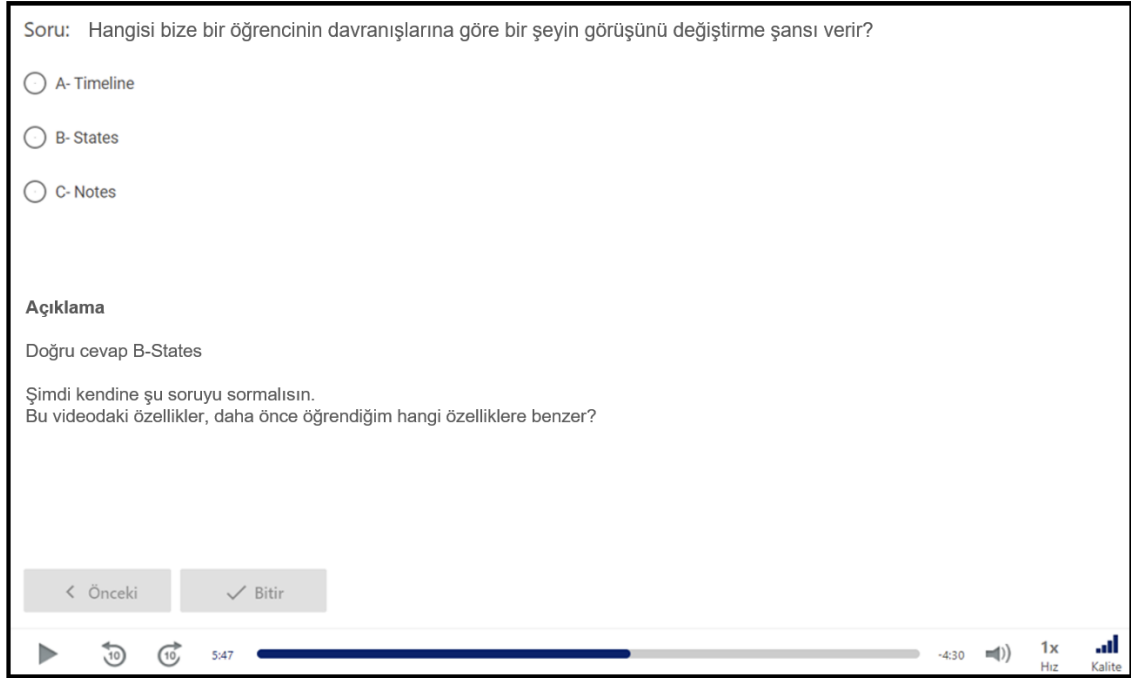 Soru: Hangisi bize bir öğrencinin davranışlarına göre bir şeyin görüşünü değiştirme şansı verir?
A- Timeline
B- States
C- Notes
Açıklama
Doğru cevap B-States
Şimdi kendine şu soruyu sormalısın.
Bu videodaki özellikler, daha önce öğrendiğim hangi özelliklere benzer?
Önceki
Bitir
10
10
5:47
-4:30
1x
Hız
Kalite